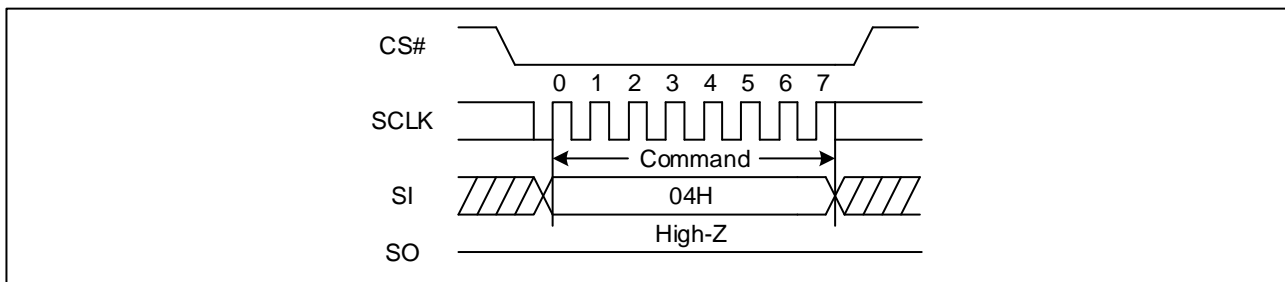 CS#
0 1 2 3 4 5 6 7
SCLK
Command
SI 04H
High-Z
SO